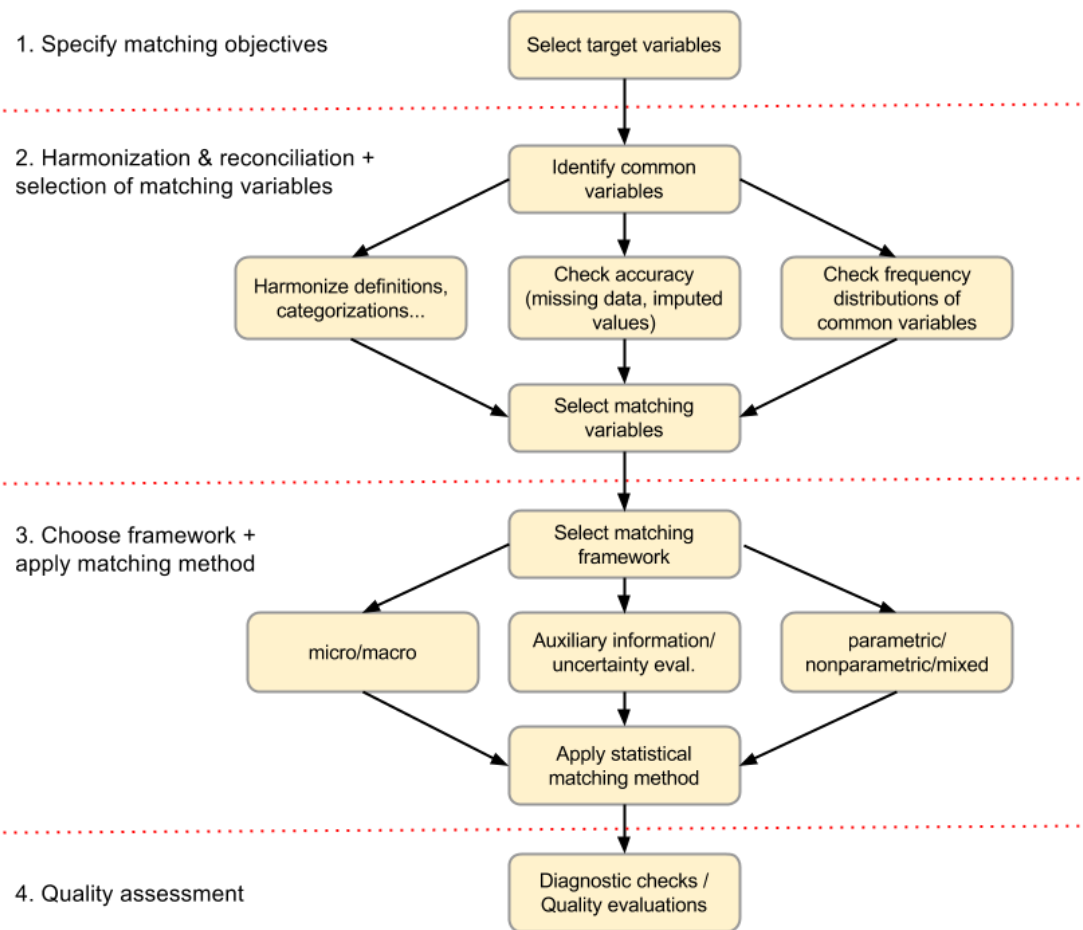 1. Specify matching objectives
Select target variables
2. Harmonization & reconciliation +
selection of matching variables
Identify common
variables
Harmonize definitions,
categorizations...
Check accuracy
(missing data, imputed
values)
Check frequency
distributions of
common variables
Select matching
variables
3. Choose framework +
apply matching method
Select matching
framework
micro/macro
Auxiliary information/
uncertainty eval.
parametric/
nonparametric/mixed
Apply statistical
matching method
4. Quality assessment
Diagnostic checks /
Quality evaluations